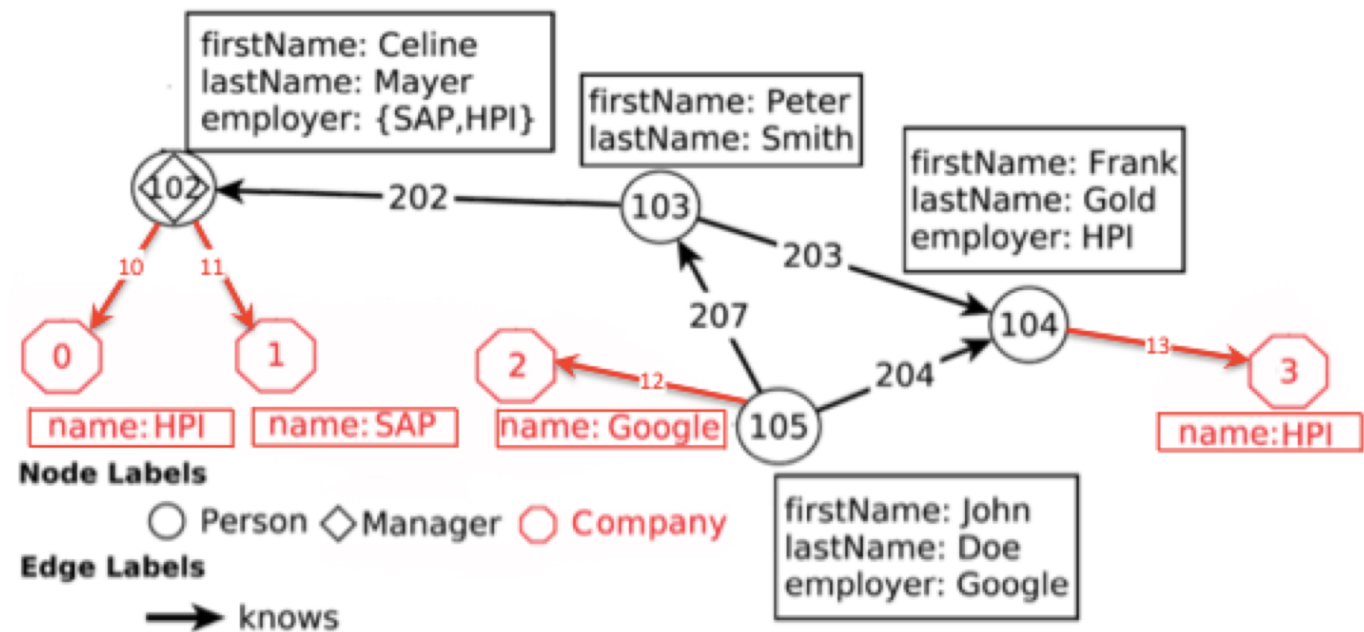 firstName: Celine
lastName: Mayer
employer: {SAP,HPI}
firstName: Peter
lastName: Smith
firstName: Frank
lastName: Gold
employer: HPI
102
202
103
203
10
11
207
104
0
1
2
12
204
13
3
105
name:HPI
name:SAP
name: Google
name:HPI
Node Labels
Person
Manager
Company
firstName: John
lastName: Doe
employer: Google
Edge Labels
knows